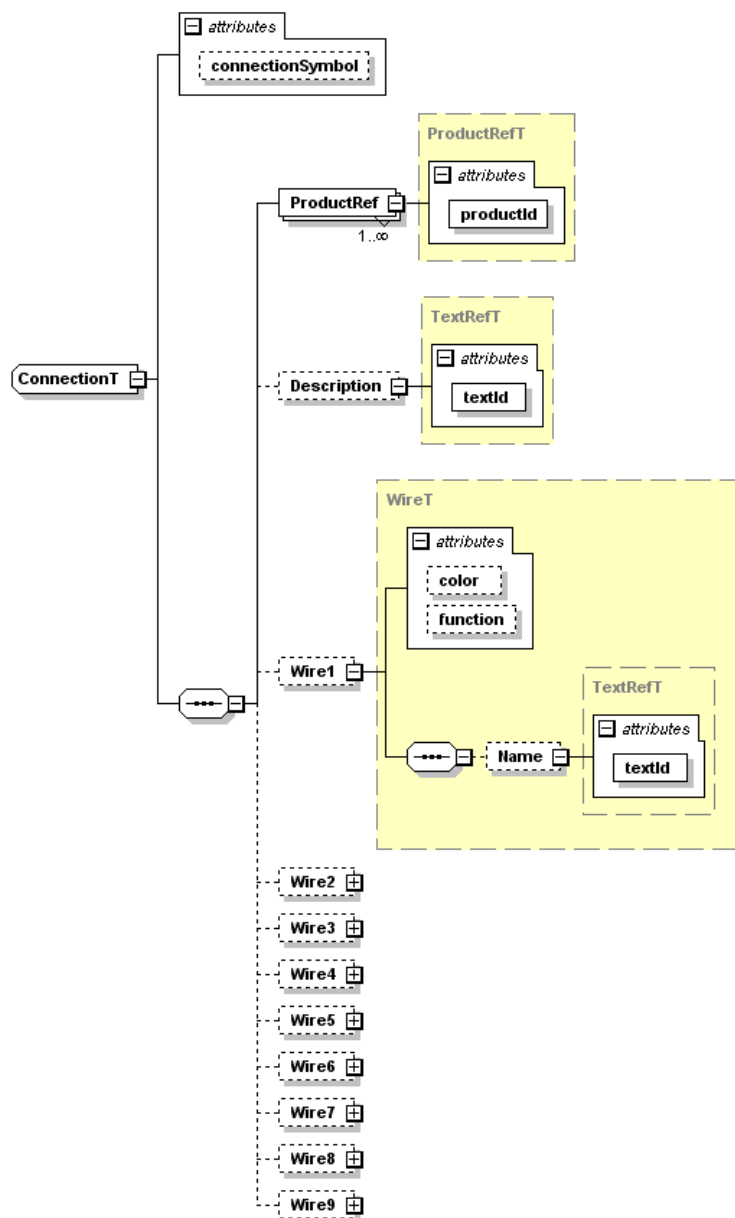 attributes
connectionSymbol
ProductRefT
attributes
ProductRef
productId
1..∞
TextRefT
attributes
ConnectionT
Description
textId
WireT
attributes
color
function
Wire1
TextRefT
attributes
Name
textId
Wire2
Wire3
Wire4
Wire5
Wire6
Wire7
Wire8
Wire9